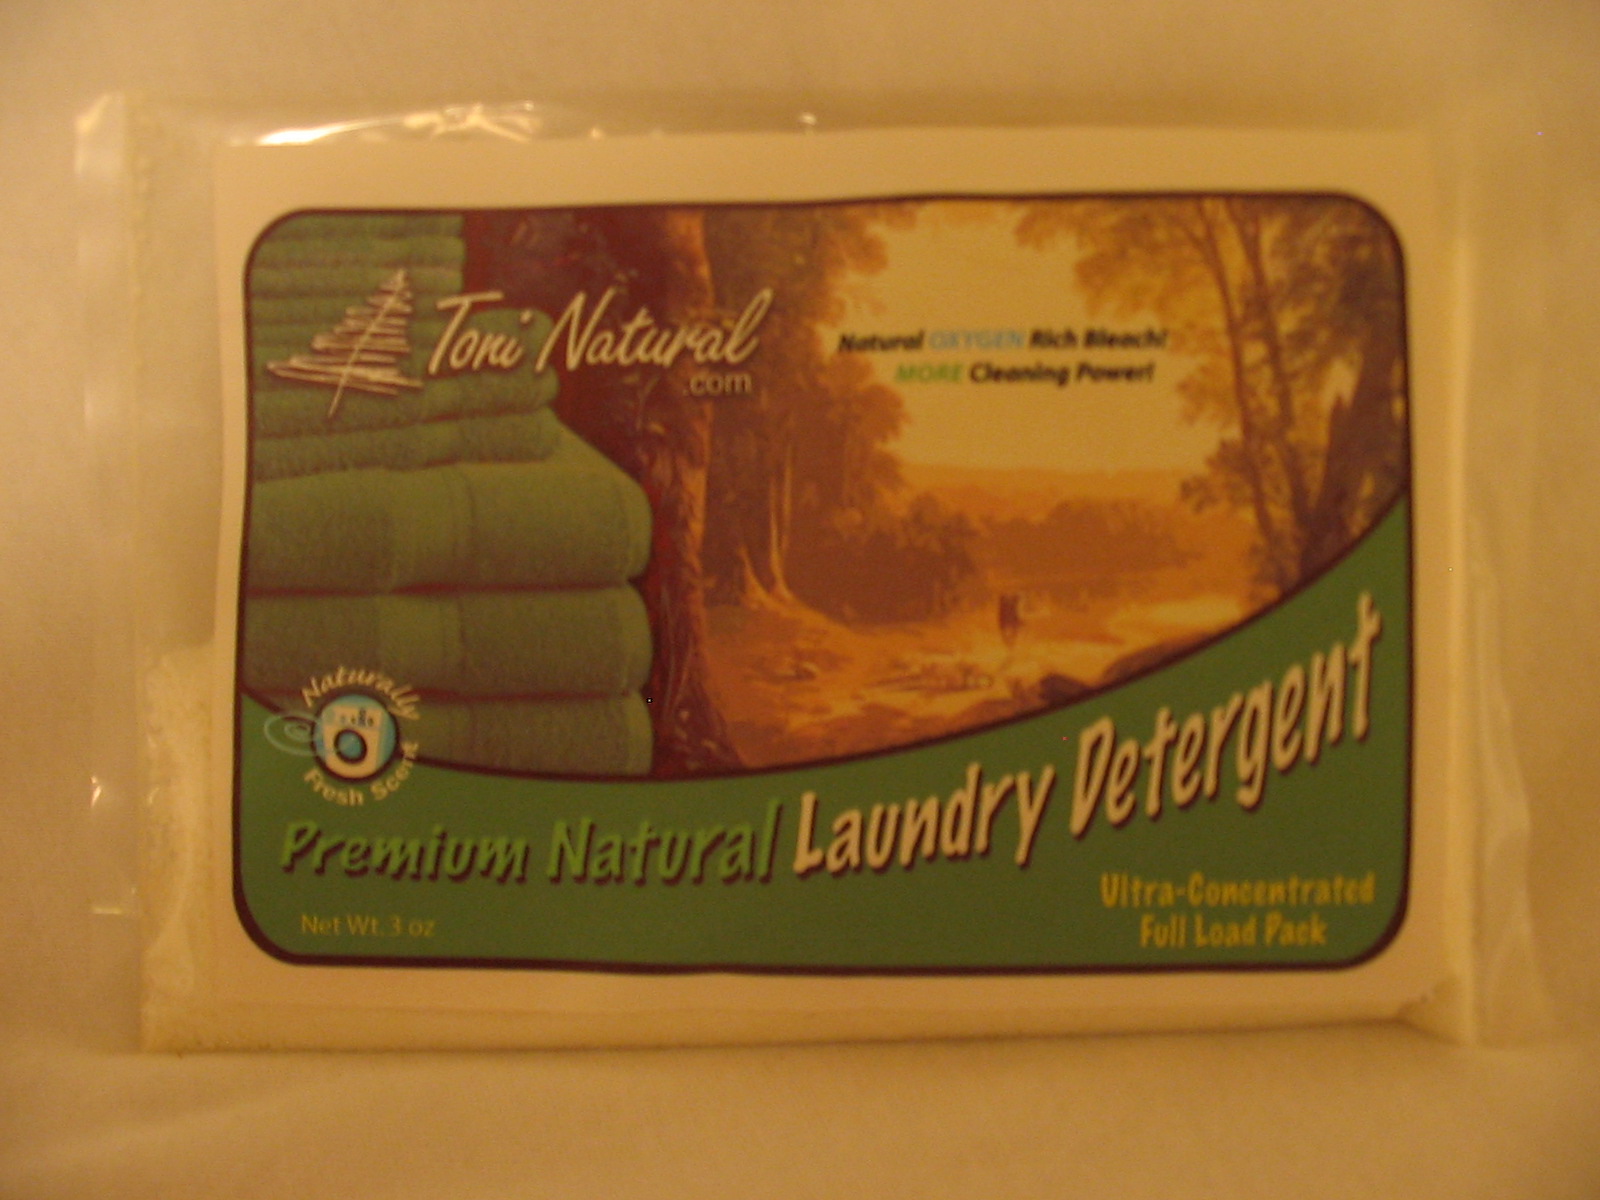 Toni Natural
.com
Natural OXYGEN Rich Bleach!
MORE Cleaning Power!
Naturally
Fresh Scent
Premium Natural Laundry Detergent
Ultra-Concentrated
Full Load Pack
Net Wt. 3 oz